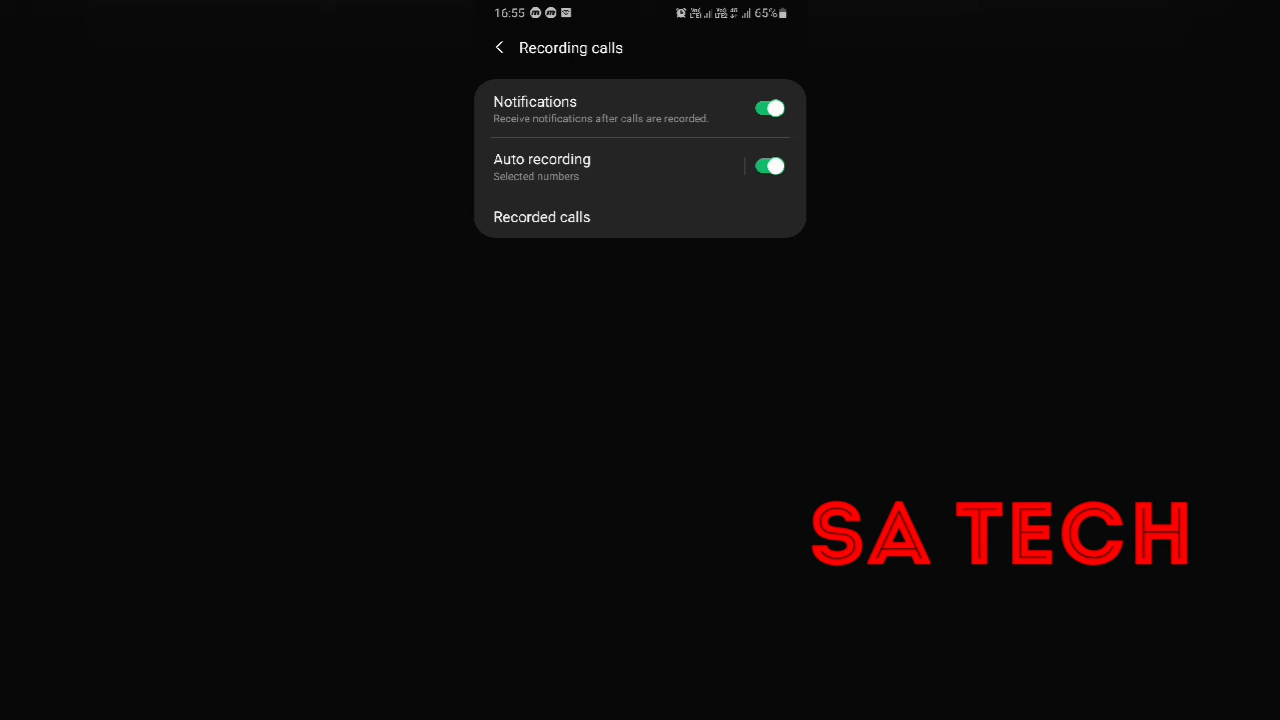 16:55 65%
Recording calls
Notifications
Receive notifications after calls are recorded.
Auto recording
Selected numbers
Recorded calls
SA TECH